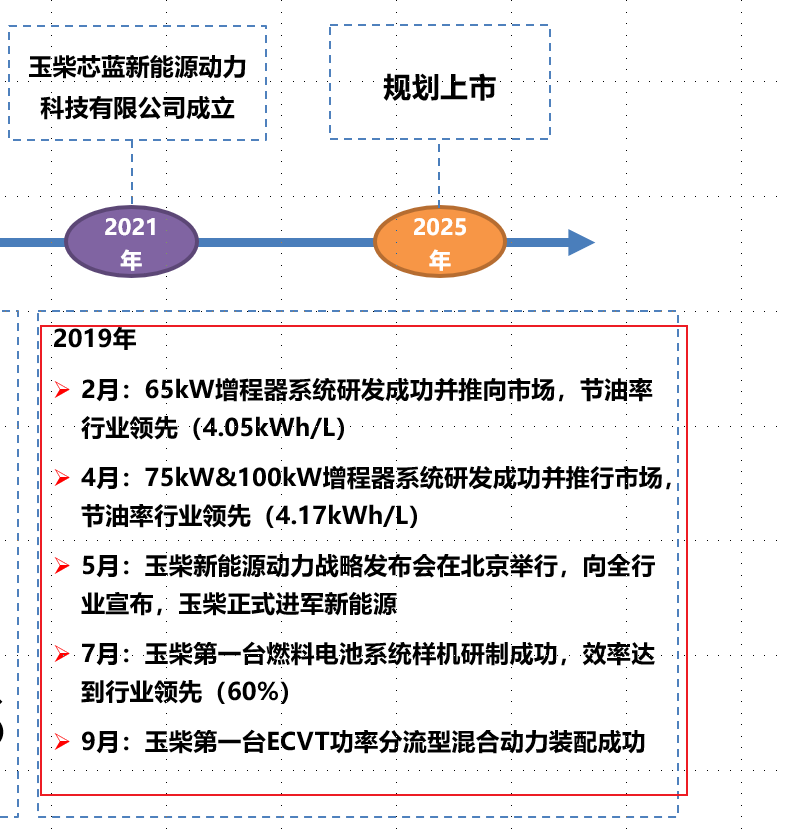 玉柴芯蓝新能源动力
科技有限公司成立
规划上市
2021
年
2025
年
2019年
2月：65kW增程器系统研发成功并推向市场，节油率
行业领先（4.05kWh/L）
4月：75kW&100kW增程器系统研发成功并推行市场，
节油率行业领先（4.17kWh/L）
5月：玉柴新能源动力战略发布会在北京举行，向全行
业宣布，玉柴正式进军新能源
7月：玉柴第一台燃料电池系统样机研制成功，效率达
到行业领先（60%）
9月：玉柴第一台ECVT功率分流型混合动力装配成功